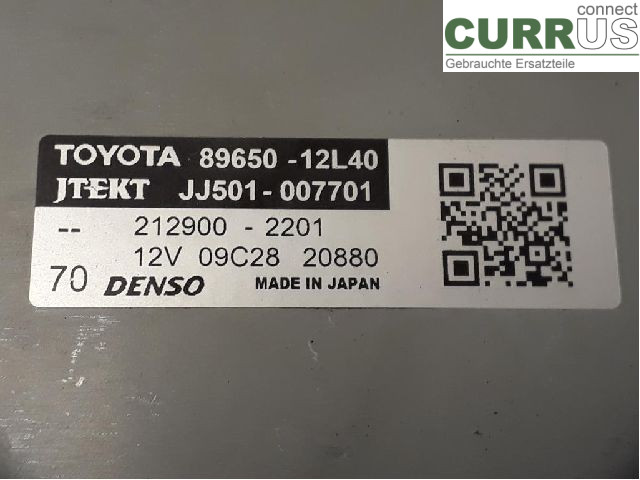 connect
CURRUS
Gebrauchte Ersatzteile
TOYOTA 89650 -12L40
JTEKT JJ501-007701
-- 212900 - 2201
12V 09C28 20880
70 DENSO MADE IN JAPAN